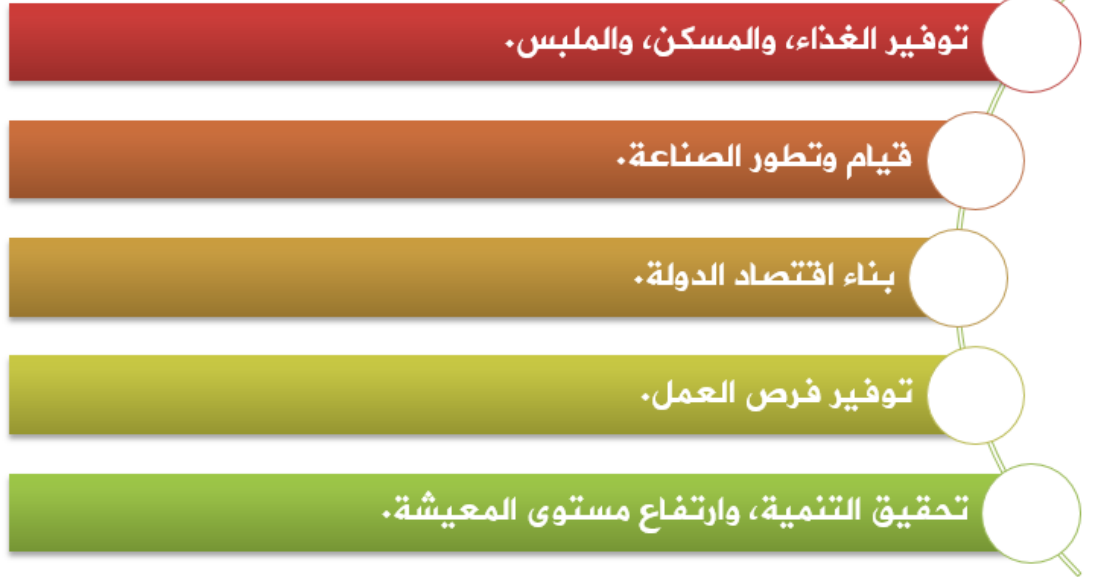 توفير الغذاء، والمسكن، والملبس.
قيام وتطور الصناعة.
بناء اقتصاد الدولة.
توفير فرص العمل.
تحقيق التنمية، وارتفاع مستوى المعيشة.